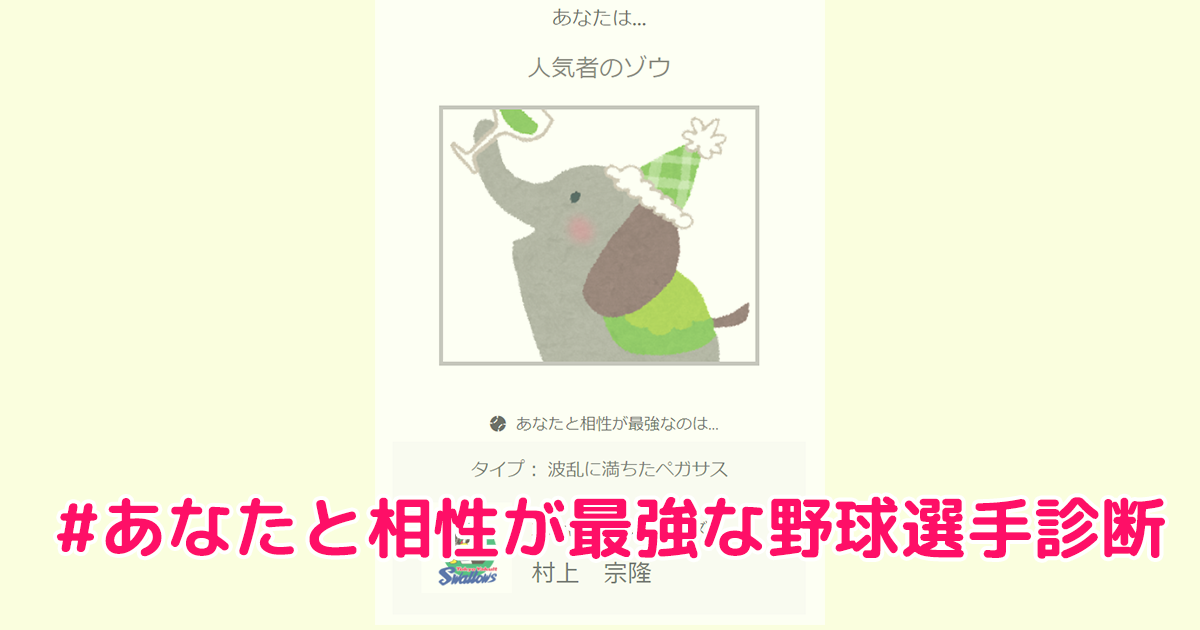 あなたは...
人気者のゾウ
あなたと相性が最強なのは...
タイプ： 波乱に満ちたペガサス
#あなたと相性が最強な野球選手診断
Swallows
村上　宗隆